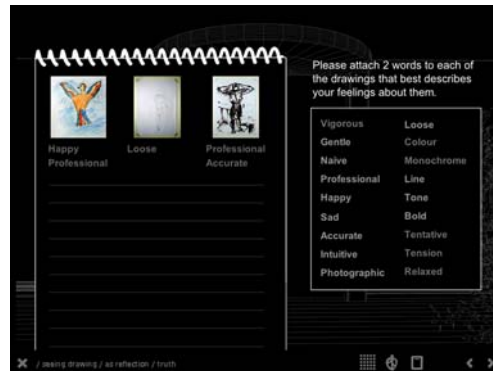 Please attach 2 words to each of
the drawings that best describes
your feelings about them.
Happy
Professional
Loose
Professional
Accurate
Vigorous
Gentle
Naive
Professional
Happy
Sad
Accurate
Intuitive
Photographic
Loose
Colour
Monochrome
Line
Tone
Bold
Tentative
Tension
Relaxed
/ seeing drawing / as reflection / truth